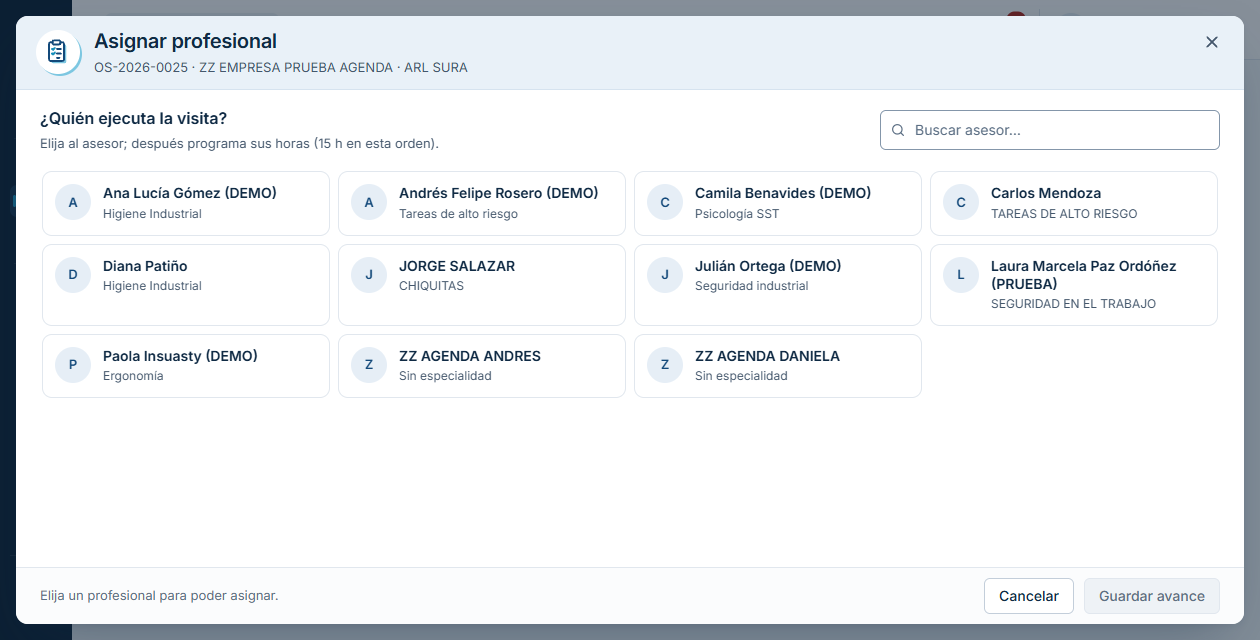 Asignar profesional
OS-2026-0025 · ZZ EMPRESA PRUEBA AGENDA · ARL SURA
¿Quién ejecuta la visita?
Elija al asesor; después programa sus horas (15 h en esta orden).
Buscar asesor...
A
Ana Lucía Gómez (DEMO)
Higiene Industrial
A
Andrés Felipe Rosero (DEMO)
Tareas de alto riesgo
C
Camila Benavides (DEMO)
Psicología SST
C
Carlos Mendoza
TAREAS DE ALTO RIESGO
D
Diana Patiño
Higiene Industrial
J
JORGE SALAZAR
CHIQUITAS
J
Julián Ortega (DEMO)
Seguridad industrial
L
Laura Marcela Paz Ordóñez
(PRUEBA)
SEGURIDAD EN EL TRABAJO
P
Paola Insuasty (DEMO)
Ergonomía
Z
ZZ AGENDA ANDRES
Sin especialidad
Z
ZZ AGENDA DANIELA
Sin especialidad
Elija un profesional para poder asignar.
Cancelar
Guardar avance